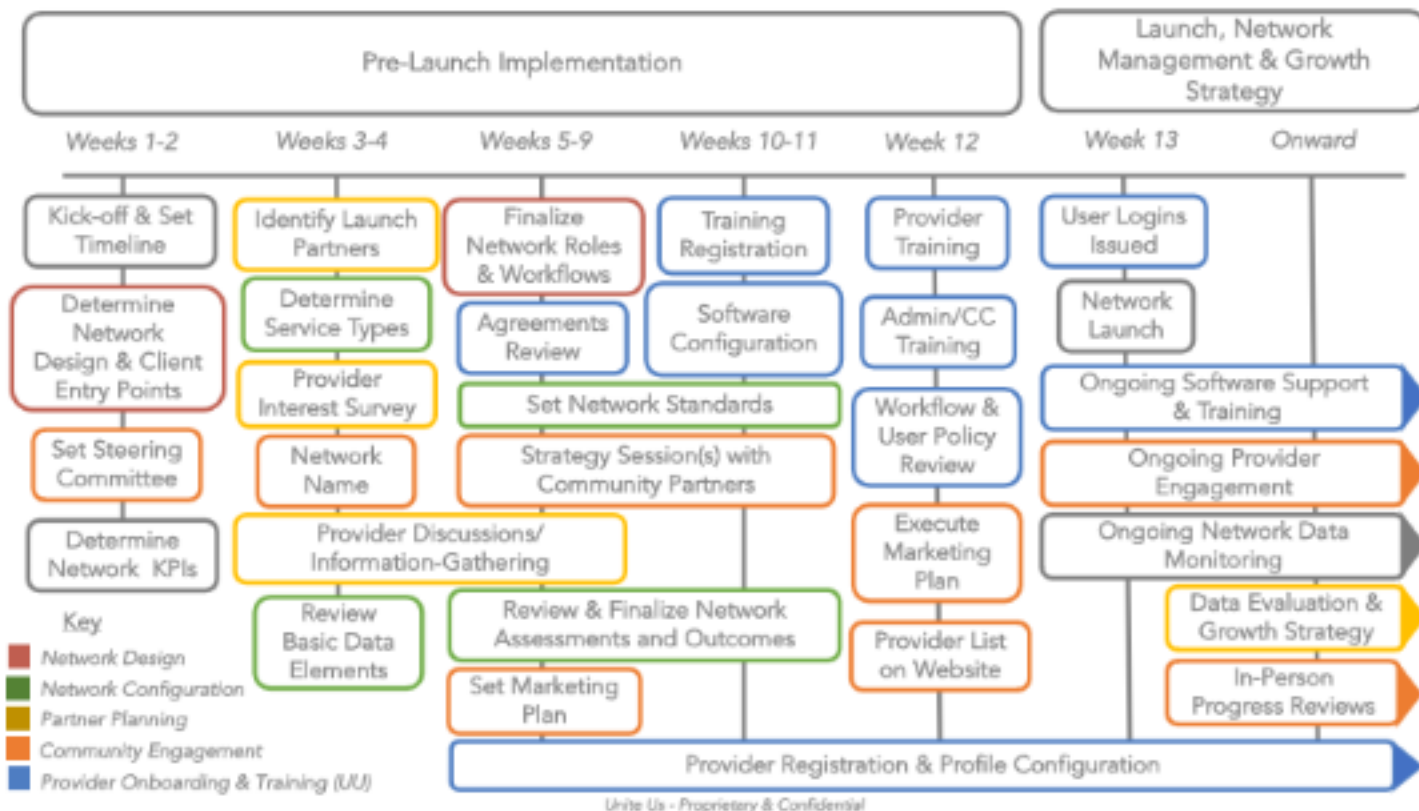 Pre-Launch Implementation
Launch, Network
Management & Growth
Strategy
Weeks 1-2
Weeks 3-4
Weeks 5-9
Weeks 10-11
Week 12
Week 13
Onward
Kick-off & Set
Timeline
Determine
Network
Design & Client
Entry Points
Set Steering
Committee
Determine
Network KPIs
Identify Launch
Partners
Determine
Service Types
Provider
Interest Survey
Network
Name
Provider Discussions/
Information-Gathering
Review
Basic Data
Elements
Finalize
Network Roles
& Workflows
Agreements
Review
Set Network Standards
Strategy Session(s) with
Community Partners
Review & Finalize Network
Assessments and Outcomes
Set Marketing
Plan
Training
Registration
Software
Configuration
Provider
Training
Admin/CC
Training
Workflow &
User Policy
Review
Execute
Marketing
Plan
Provider List
on Website
User Logins
Issued
Network
Launch
Ongoing Software Support
& Training
Ongoing Provider
Engagement
Ongoing Network Data
Monitoring
Data Evaluation &
Growth Strategy
In-Person
Progress Reviews
Provider Registration & Profile Configuration
Key
Network Design
Network Configuration
Partner Planning
Community Engagement
Provider Onboarding & Training (UU)
Unite Us - Proprietary & Confidential